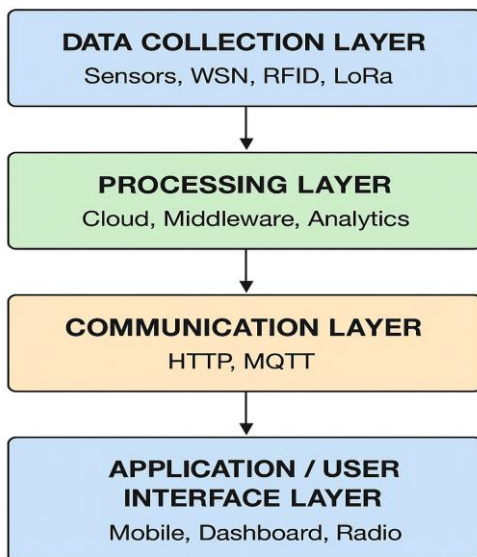 DATA COLLECTION LAYER
Sensors, WSN, RFID, LoRa
PROCESSING LAYER
Cloud, Middleware, Analytics
COMMUNICATION LAYER
HTTP, MQTT
APPLICATION / USER
INTERFACE LAYER
Mobile, Dashboard, Radio